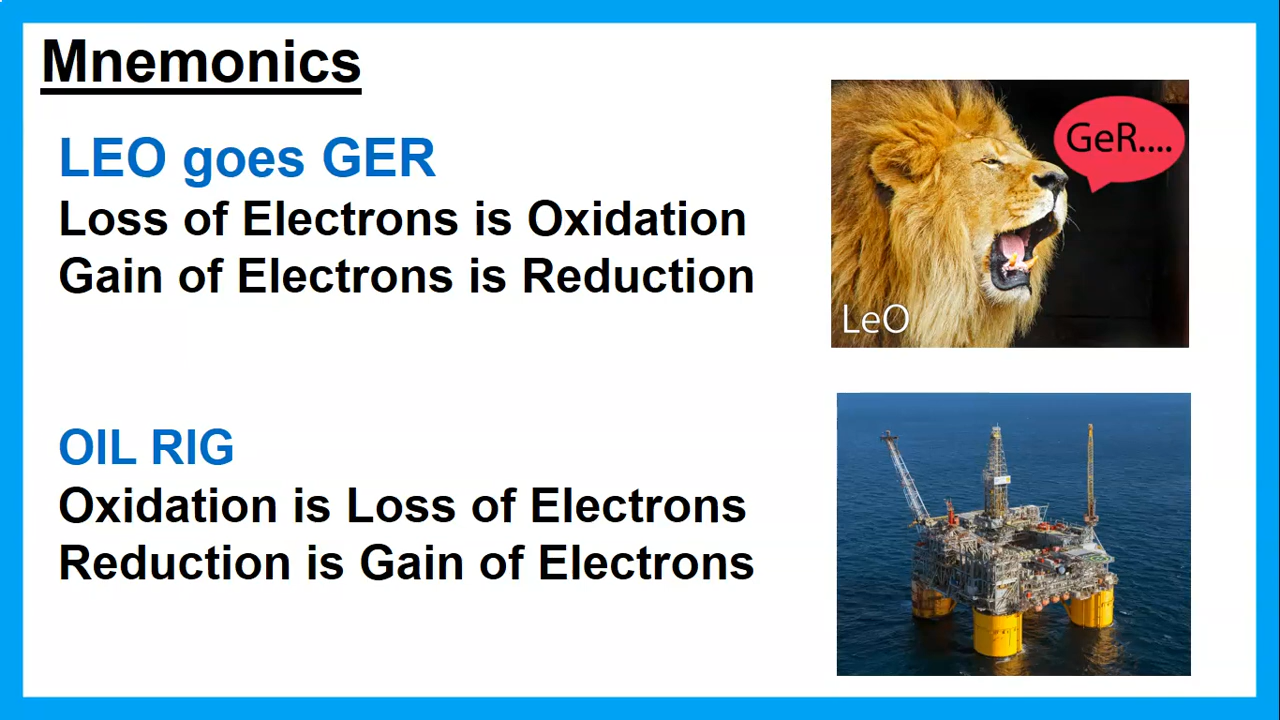 Mnemonics
LEO goes GER
Loss of Electrons is Oxidation
Gain of Electrons is Reduction
GeR....
LeO
OIL RIG
Oxidation is Loss of Electrons
Reduction is Gain of Electrons